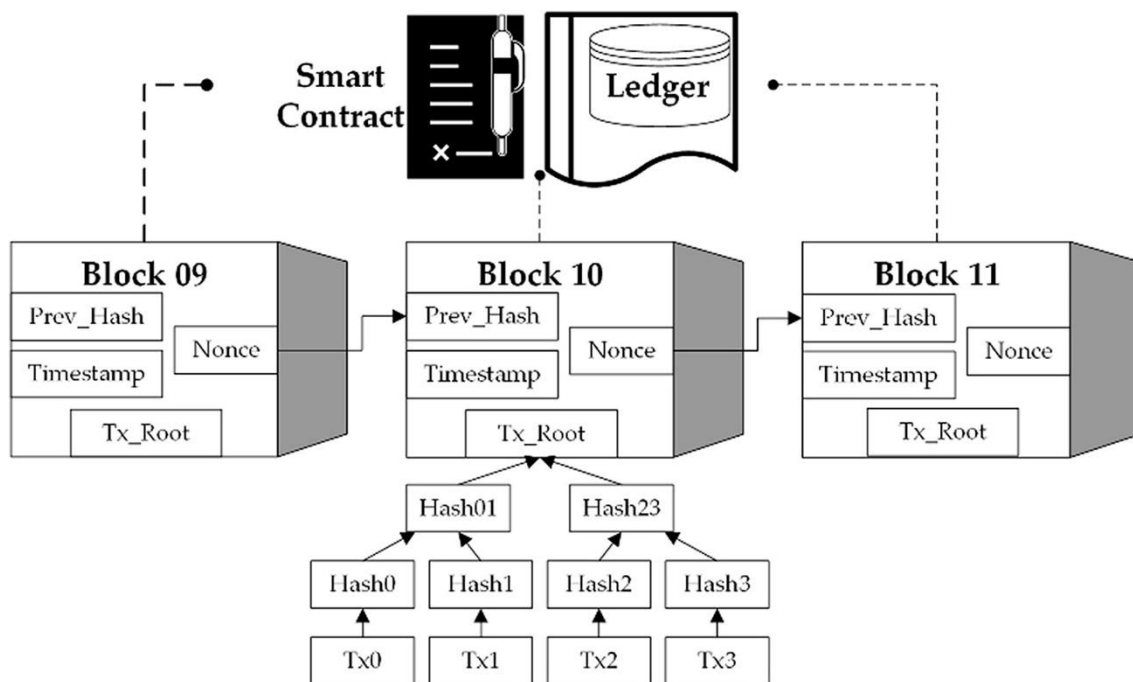 Smart
Contract
Ledger
Block 09
Prev_Hash
Nonce
Timestamp
Tx_Root
Block 10
Prev_Hash
Nonce
Timestamp
Tx_Root
Block 11
Prev_Hash
Nonce
Timestamp
Tx_Root
Hash01
Hash23
Hash0
Hash1
Hash2
Hash3
Tx0
Tx1
Tx2
Tx3